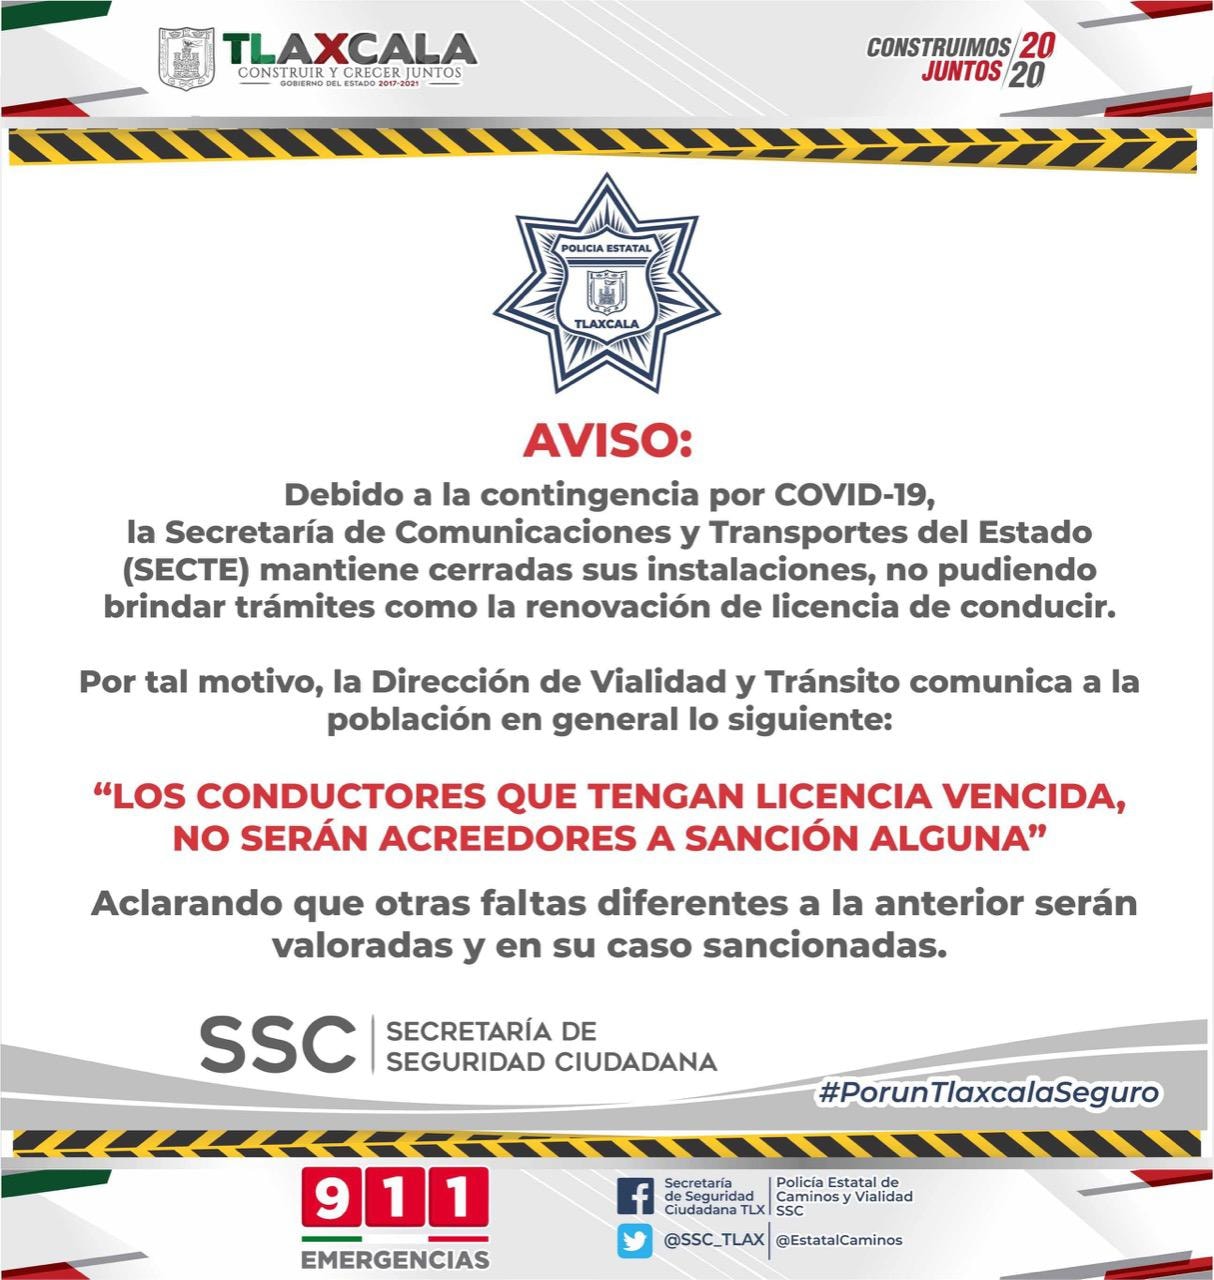 TLAXCALA
CONSTRUIR Y CRECER JUNTOS
GOBIERNO DEL ESTADO 2017-2021
CONSTRUIMOS 20
JUNTOS 20
POLICIA ESTATAL
TLAXCALA
AVISO:
Debido a la contingencia por COVID-19,
la Secretaría de Comunicaciones y Transportes del Estado
(SECTE) mantiene cerradas sus instalaciones, no pudiendo
brindar trámites como la renovación de licencia de conducir.
Por tal motivo, la Dirección de Vialidad y Tránsito comunica a la
población en general lo siguiente:
“LOS CONDUCTORES QUE TENGAN LICENCIA VENCIDA,
NO SERÁN ACREEDORES A SANCIÓN ALGUNA”
Aclarando que otras faltas diferentes a la anterior serán
valoradas y en su caso sancionadas.
SSC
SECRETARÍA DE
SEGURIDAD CIUDADANA
#PorunTlaxcalaSeguro
911
EMERGENCIAS
Secretaría
de Seguridad
Ciudadana TLX
Policía Estatal de
Caminos y Vialidad
SSC
@SSC_TLAX
@EstatalCaminos